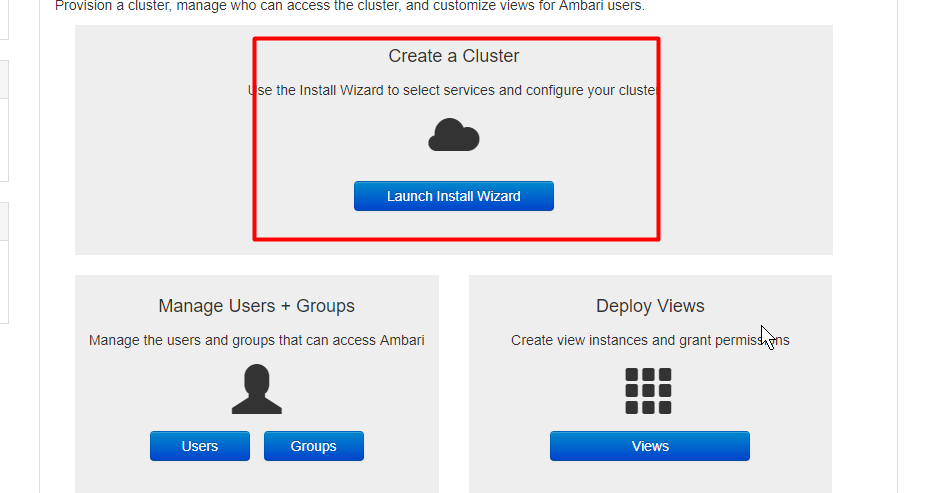 Provision a cluster, manage who can access the cluster, and customize views for Ambari users.
Create a Cluster
Use the Install Wizard to select services and configure your cluster
Launch Install Wizard
Manage Users + Groups
Manage the users and groups that can access Ambari
Users
Groups
Deploy Views
Create view instances and grant permissions
Views